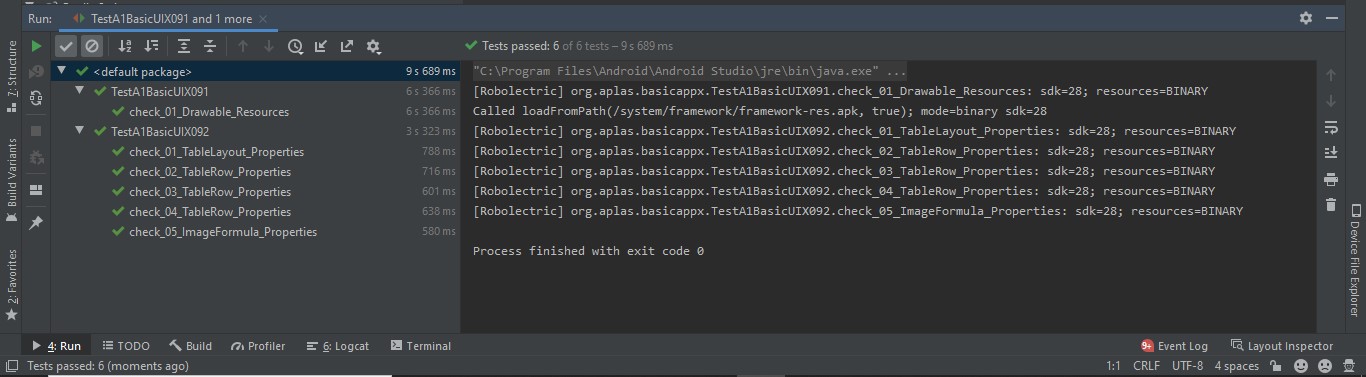 Run: TestA1BasicUIX091 and 1 more ×
Tests passed: 6 of 6 tests – 9 s 689 ms
<default package> 9 s 689 ms
TestA1BasicUIX091 6 s 366 ms
check_01_Drawable_Resources 6 s 366 ms
TestA1BasicUIX092 3 s 323 ms
check_01_TableLayout_Properties 788 ms
check_02_TableRow_Properties 716 ms
check_03_TableRow_Properties 601 ms
check_04_TableRow_Properties 638 ms
check_05_ImageFormula_Properties 580 ms
"C:\Program Files\Android\Android Studio\jre\bin\java.exe" ...
[Robolectric] org.aplas.basicappx.TestA1BasicUIX091.check_01_Drawable_Resources: sdk=28; resources=BINARY
Called loadFromPath(/system/framework/framework-res.apk, true); mode=binary sdk=28
[Robolectric] org.aplas.basicappx.TestA1BasicUIX092.check_01_TableLayout_Properties: sdk=28; resources=BINARY
[Robolectric] org.aplas.basicappx.TestA1BasicUIX092.check_02_TableRow_Properties: sdk=28; resources=BINARY
[Robolectric] org.aplas.basicappx.TestA1BasicUIX092.check_03_TableRow_Properties: sdk=28; resources=BINARY
[Robolectric] org.aplas.basicappx.TestA1BasicUIX092.check_04_TableRow_Properties: sdk=28; resources=BINARY
[Robolectric] org.aplas.basicappx.TestA1BasicUIX092.check_05_ImageFormula_Properties: sdk=28; resources=BINARY
Process finished with exit code 0
Z: Structure
Build Variants
2: Favorites
Device File Explorer
4: Run TODO Build Profiler 6: Logcat Terminal 9+ Event Log Layout Inspector
Tests passed: 6 (moments ago) 1:1 CRLF UTF-8 4 spaces